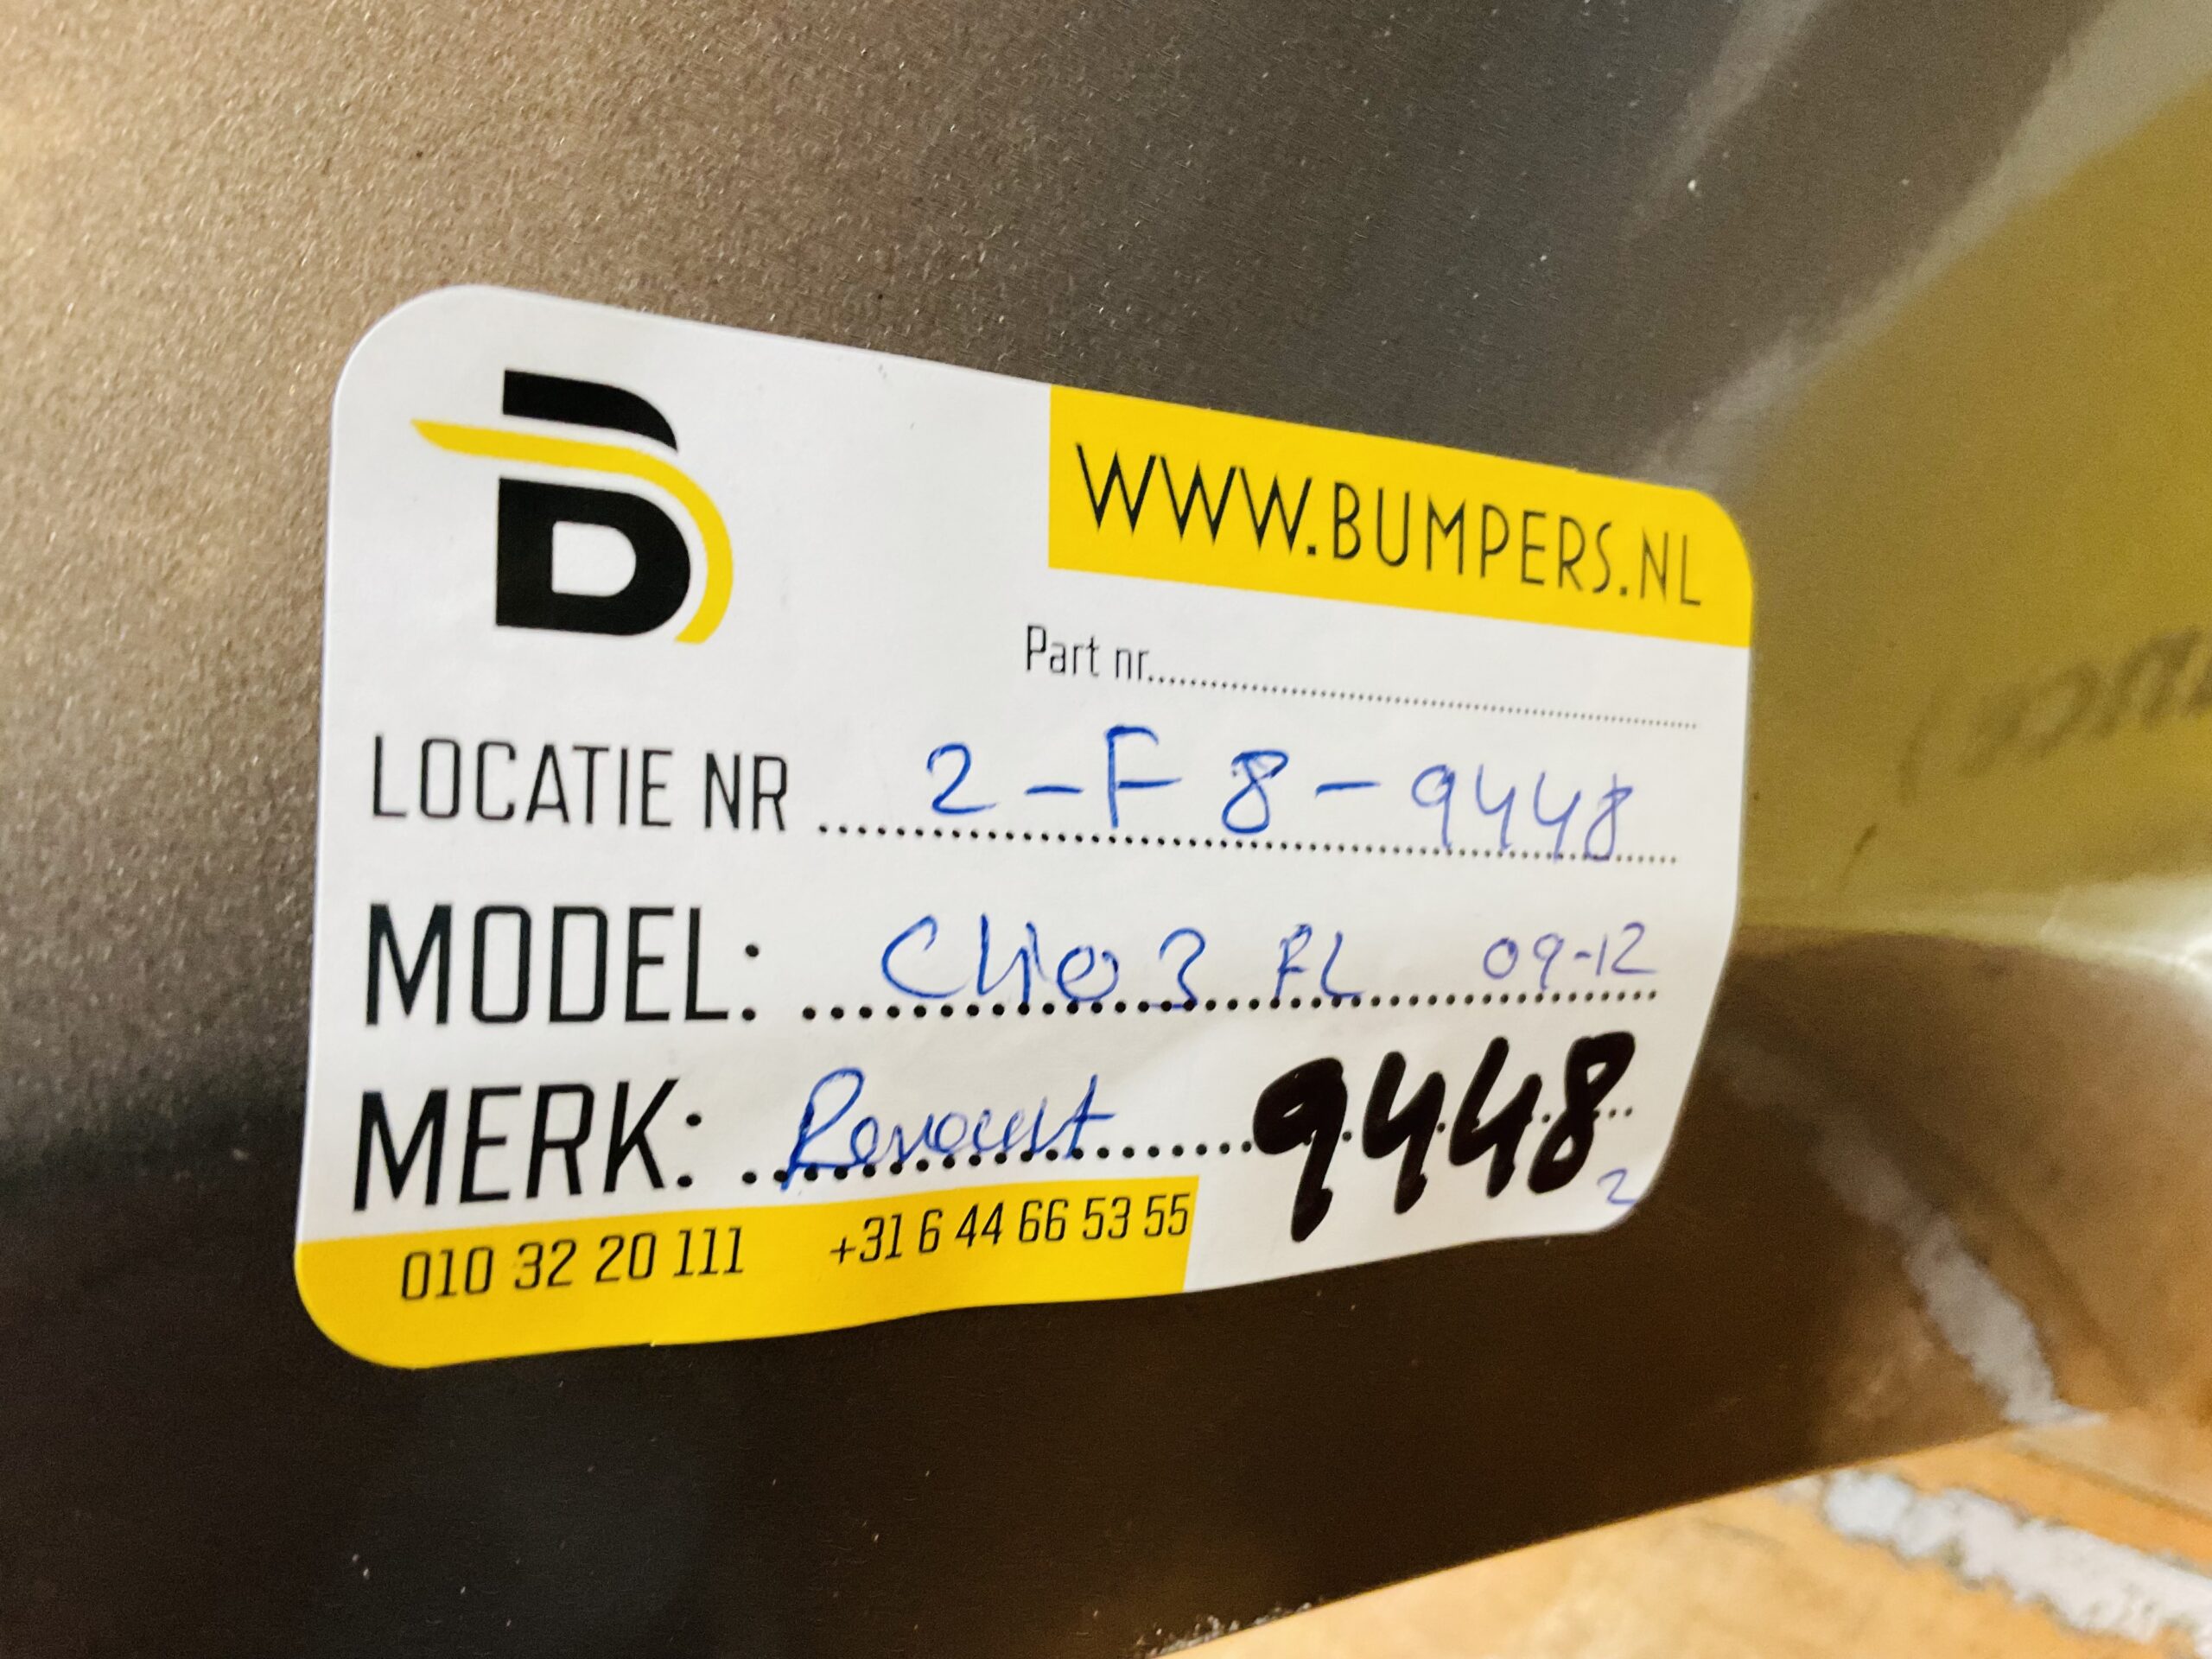 B
WWW.BUMPERS.NL
Part nr...........................
LOCATIE NR 2-F8-9448
MODEL: Clio 3 FL 09-12
MERK: Renault 9448
2
010 32 20 111 +31 6 44 66 53 55